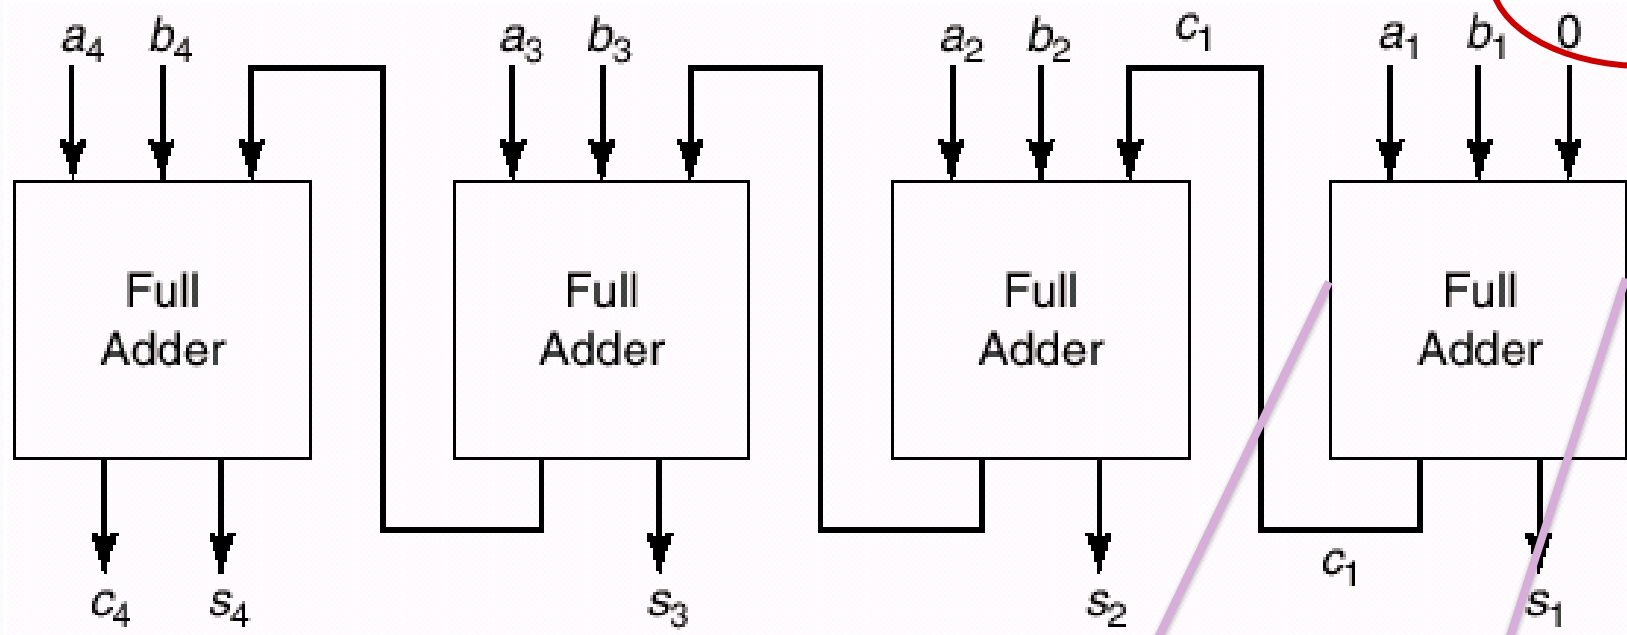 a₄ b₄ a₃ b₃ a₂ b₂ c₁ a₁ b₁ 0
Full Full Full Full
Adder Adder Adder Adder
c₁
c₄ s₄ s₃ s₂ s₁